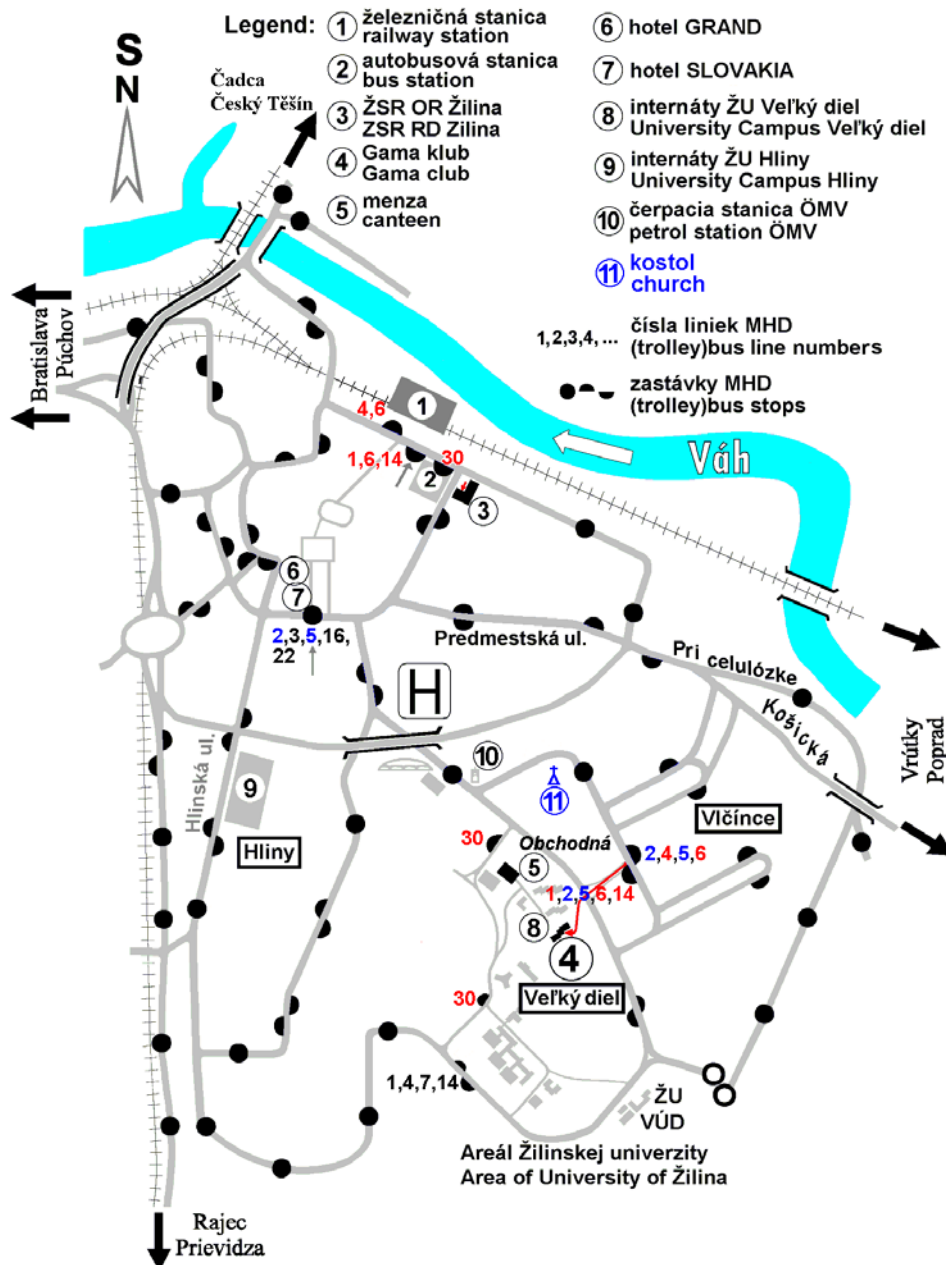 Legend:
1 železničná stanica
railway station
2 autobusová stanica
bus station
3 ŽSR OR Žilina
ZSR RD Zilina
4 Gama klub
Gama club
5 menza
canteen
6 hotel GRAND
7 hotel SLOVAKIA
8 internáty ŽU Veľký diel
University Campus Veľký diel
9 internáty ŽU Hliny
University Campus Hliny
10 čerpacia stanica ÖMV
petrol station ÖMV
11 kostol
church
1,2,3,4, ... čísla liniek MHD
(trolley)bus line numbers
zastávky MHD
(trolley)bus stops
S
N
Čadca
Český Těšín
Bratislava
Púchov
4,6
1
1,6,14
30
2
3
Váh
6
7
2,3,5,16,
22
Predmestská ul.
Pri celulózke
Košická
Vrútky
Poprad
H
10
Hlinská ul.
9
Hliny
11
Vlčínce
30
Obchodná
5
2,4,5,6
1,2,5,6,14
8
4
30
Veľký diel
1,4,7,14
ŽU
VÚD
Areál Žilinskej univerzity
Area of University of Žilina
Rajec
Prievidza